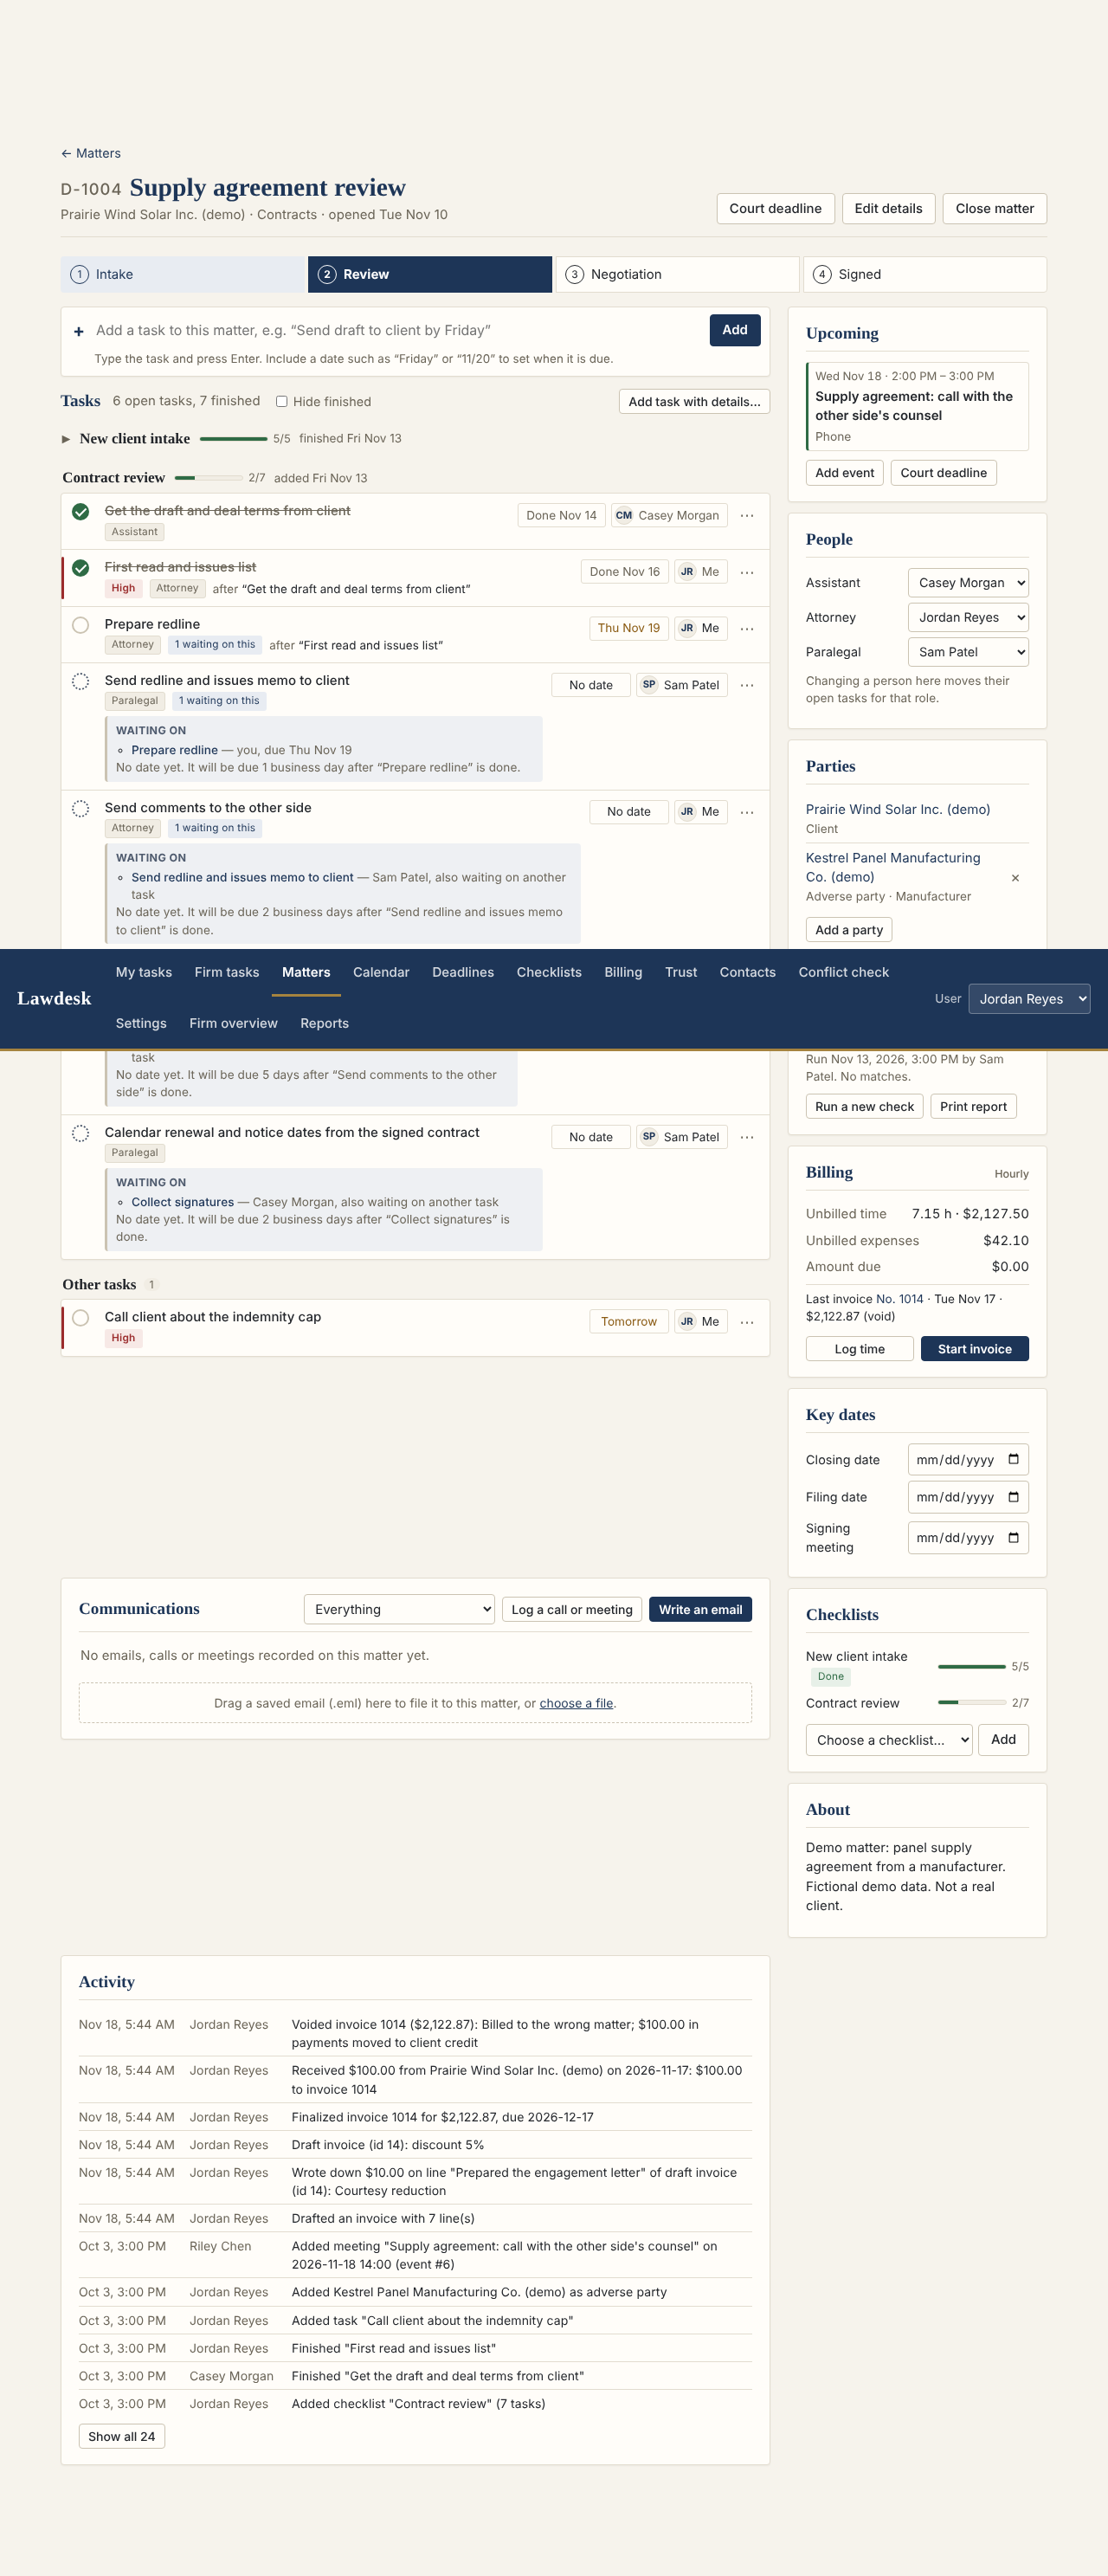 ← Matters
D-1004 Supply agreement review
Prairie Wind Solar Inc. (demo) · Contracts · opened Tue Nov 10
Court deadline
Edit details
Close matter
1 Intake
2 Review
3 Negotiation
4 Signed
+ Add a task to this matter, e.g. “Send draft to client by Friday”
Add
Type the task and press Enter. Include a date such as “Friday” or “11/20” to set when it is due.
Tasks 6 open tasks, 7 finished Hide finished
Add task with details...
▶ New client intake 5/5 finished Fri Nov 13
Contract review 2/7 added Fri Nov 13
Get the draft and deal terms from client
Assistant
Done Nov 14
CM Casey Morgan
⋯
First read and issues list
High Attorney after “Get the draft and deal terms from client”
Done Nov 16
JR Me
⋯
Prepare redline
Attorney 1 waiting on this after “First read and issues list”
Thu Nov 19
JR Me
⋯
Send redline and issues memo to client
Paralegal 1 waiting on this
No date
SP Sam Patel
⋯
WAITING ON
Prepare redline — you, due Thu Nov 19
No date yet. It will be due 1 business day after “Prepare redline” is done.
Send comments to the other side
Attorney 1 waiting on this
No date
JR Me
⋯
WAITING ON
Send redline and issues memo to client — Sam Patel, also waiting on another
task
No date yet. It will be due 2 business days after “Send redline and issues memo
to client” is done.
Upcoming
Wed Nov 18 · 2:00 PM – 3:00 PM
Supply agreement: call with the
other side's counsel
Phone
Add event
Court deadline
People
Assistant Casey Morgan
Attorney Jordan Reyes
Paralegal Sam Patel
Changing a person here moves their
open tasks for that role.
Parties
Prairie Wind Solar Inc. (demo)
Client
Kestrel Panel Manufacturing
Co. (demo)
×
Adverse party · Manufacturer
Add a party
Lawdesk
My tasks
Firm tasks
Matters
Calendar
Deadlines
Checklists
Billing
Trust
Contacts
Conflict check
Settings
Firm overview
Reports
User Jordan Reyes
task
No date yet. It will be due 5 days after “Send comments to the other
side” is done.
Calendar renewal and notice dates from the signed contract
Paralegal
No date
SP Sam Patel
⋯
WAITING ON
Collect signatures — Casey Morgan, also waiting on another task
No date yet. It will be due 2 business days after “Collect signatures” is
done.
Other tasks 1
Call client about the indemnity cap
High
Tomorrow
JR Me
⋯
Run Nov 13, 2026, 3:00 PM by Sam
Patel. No matches.
Run a new check
Print report
Billing Hourly
Unbilled time 7.15 h · $2,127.50
Unbilled expenses $42.10
Amount due $0.00
Last invoice No. 1014 · Tue Nov 17 ·
$2,122.87 (void)
Log time
Start invoice
Key dates
Closing date mm/dd/yyyy
Filing date mm/dd/yyyy
Signing
meeting
mm/dd/yyyy
Communications
Everything
Log a call or meeting
Write an email
No emails, calls or meetings recorded on this matter yet.
Drag a saved email (.eml) here to file it to this matter, or choose a file.
Checklists
New client intake
Done
5/5
Contract review 2/7
Choose a checklist...
Add
About
Demo matter: panel supply
agreement from a manufacturer.
Fictional demo data. Not a real
client.
Activity
Nov 18, 5:44 AM Jordan Reyes Voided invoice 1014 ($2,122.87): Billed to the wrong matter; $100.00 in
payments moved to client credit
Nov 18, 5:44 AM Jordan Reyes Received $100.00 from Prairie Wind Solar Inc. (demo) on 2026-11-17: $100.00
to invoice 1014
Nov 18, 5:44 AM Jordan Reyes Finalized invoice 1014 for $2,122.87, due 2026-12-17
Nov 18, 5:44 AM Jordan Reyes Draft invoice (id 14): discount 5%
Nov 18, 5:44 AM Jordan Reyes Wrote down $10.00 on line "Prepared the engagement letter" of draft invoice
(id 14): Courtesy reduction
Nov 18, 5:44 AM Jordan Reyes Drafted an invoice with 7 line(s)
Oct 3, 3:00 PM Riley Chen Added meeting "Supply agreement: call with the other side's counsel" on
2026-11-18 14:00 (event #6)
Oct 3, 3:00 PM Jordan Reyes Added Kestrel Panel Manufacturing Co. (demo) as adverse party
Oct 3, 3:00 PM Jordan Reyes Added task "Call client about the indemnity cap"
Oct 3, 3:00 PM Jordan Reyes Finished "First read and issues list"
Oct 3, 3:00 PM Casey Morgan Finished "Get the draft and deal terms from client"
Oct 3, 3:00 PM Jordan Reyes Added checklist "Contract review" (7 tasks)
Show all 24